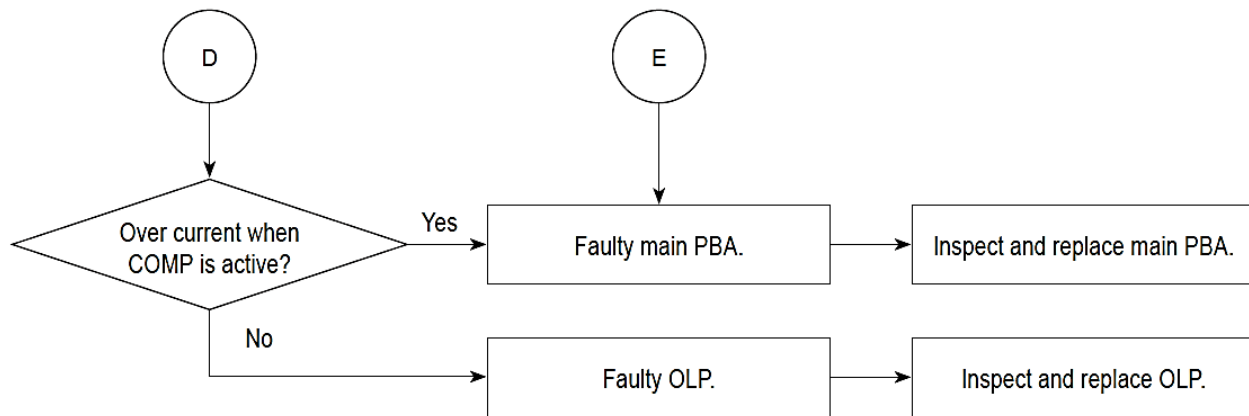 D
E
Over current when
COMP is active?
Yes
Faulty main PBA.
Inspect and replace main PBA.
No
Faulty OLP.
Inspect and replace OLP.